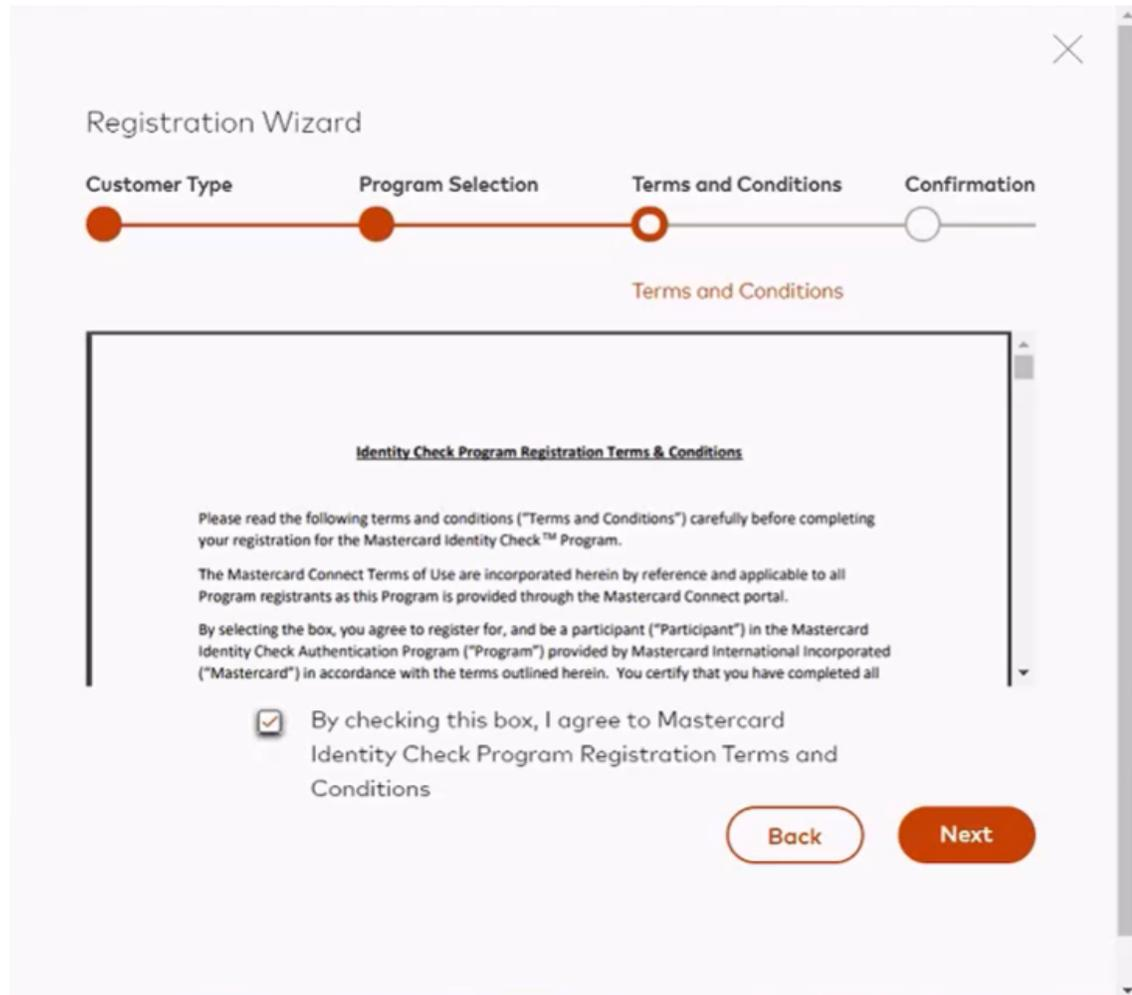 Registration Wizard
Customer Type Program Selection Terms and Conditions Confirmation
Terms and Conditions
Identity Check Program Registration Terms & Conditions
Please read the following terms and conditions ("Terms and Conditions") carefully before completing
your registration for the Mastercard Identity Check™ Program.
The Mastercard Connect Terms of Use are incorporated herein by reference and applicable to all
Program registrants as this Program is provided through the Mastercard Connect portal.
By selecting the box, you agree to register for, and be a participant ("Participant") in the Mastercard
Identity Check Authentication Program ("Program") provided by Mastercard International Incorporated
("Mastercard") in accordance with the terms outlined herein. You certify that you have completed all
By checking this box, I agree to Mastercard
Identity Check Program Registration Terms and
Conditions
Back Next